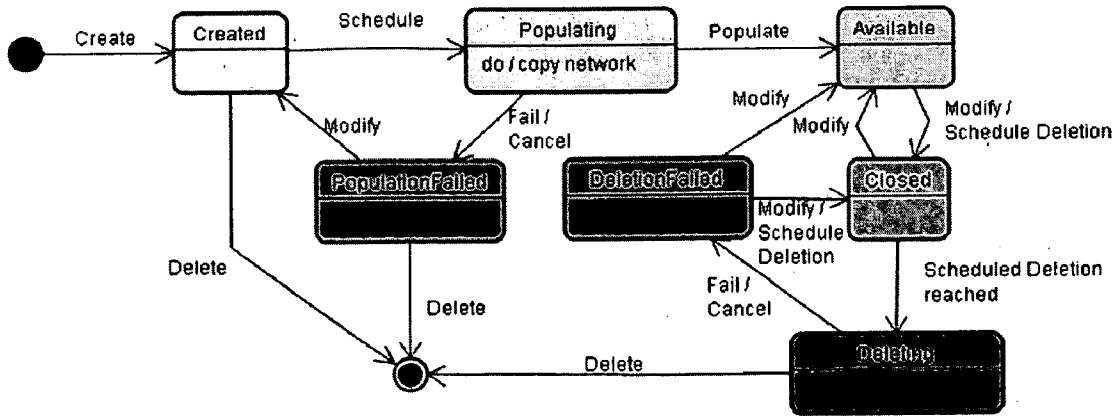 Create
Created
Schedule
Populating
do / copy network
Populate
Available
Modify
Fail /
Cancel
Modify
Modify
Modify /
Schedule Deletion
PopulationFailed
DeletionFailed
Closed
Modify /
Schedule
Deletion
Delete
Delete
Fail /
Cancel
Scheduled Deletion
reached
Deleting
Delete